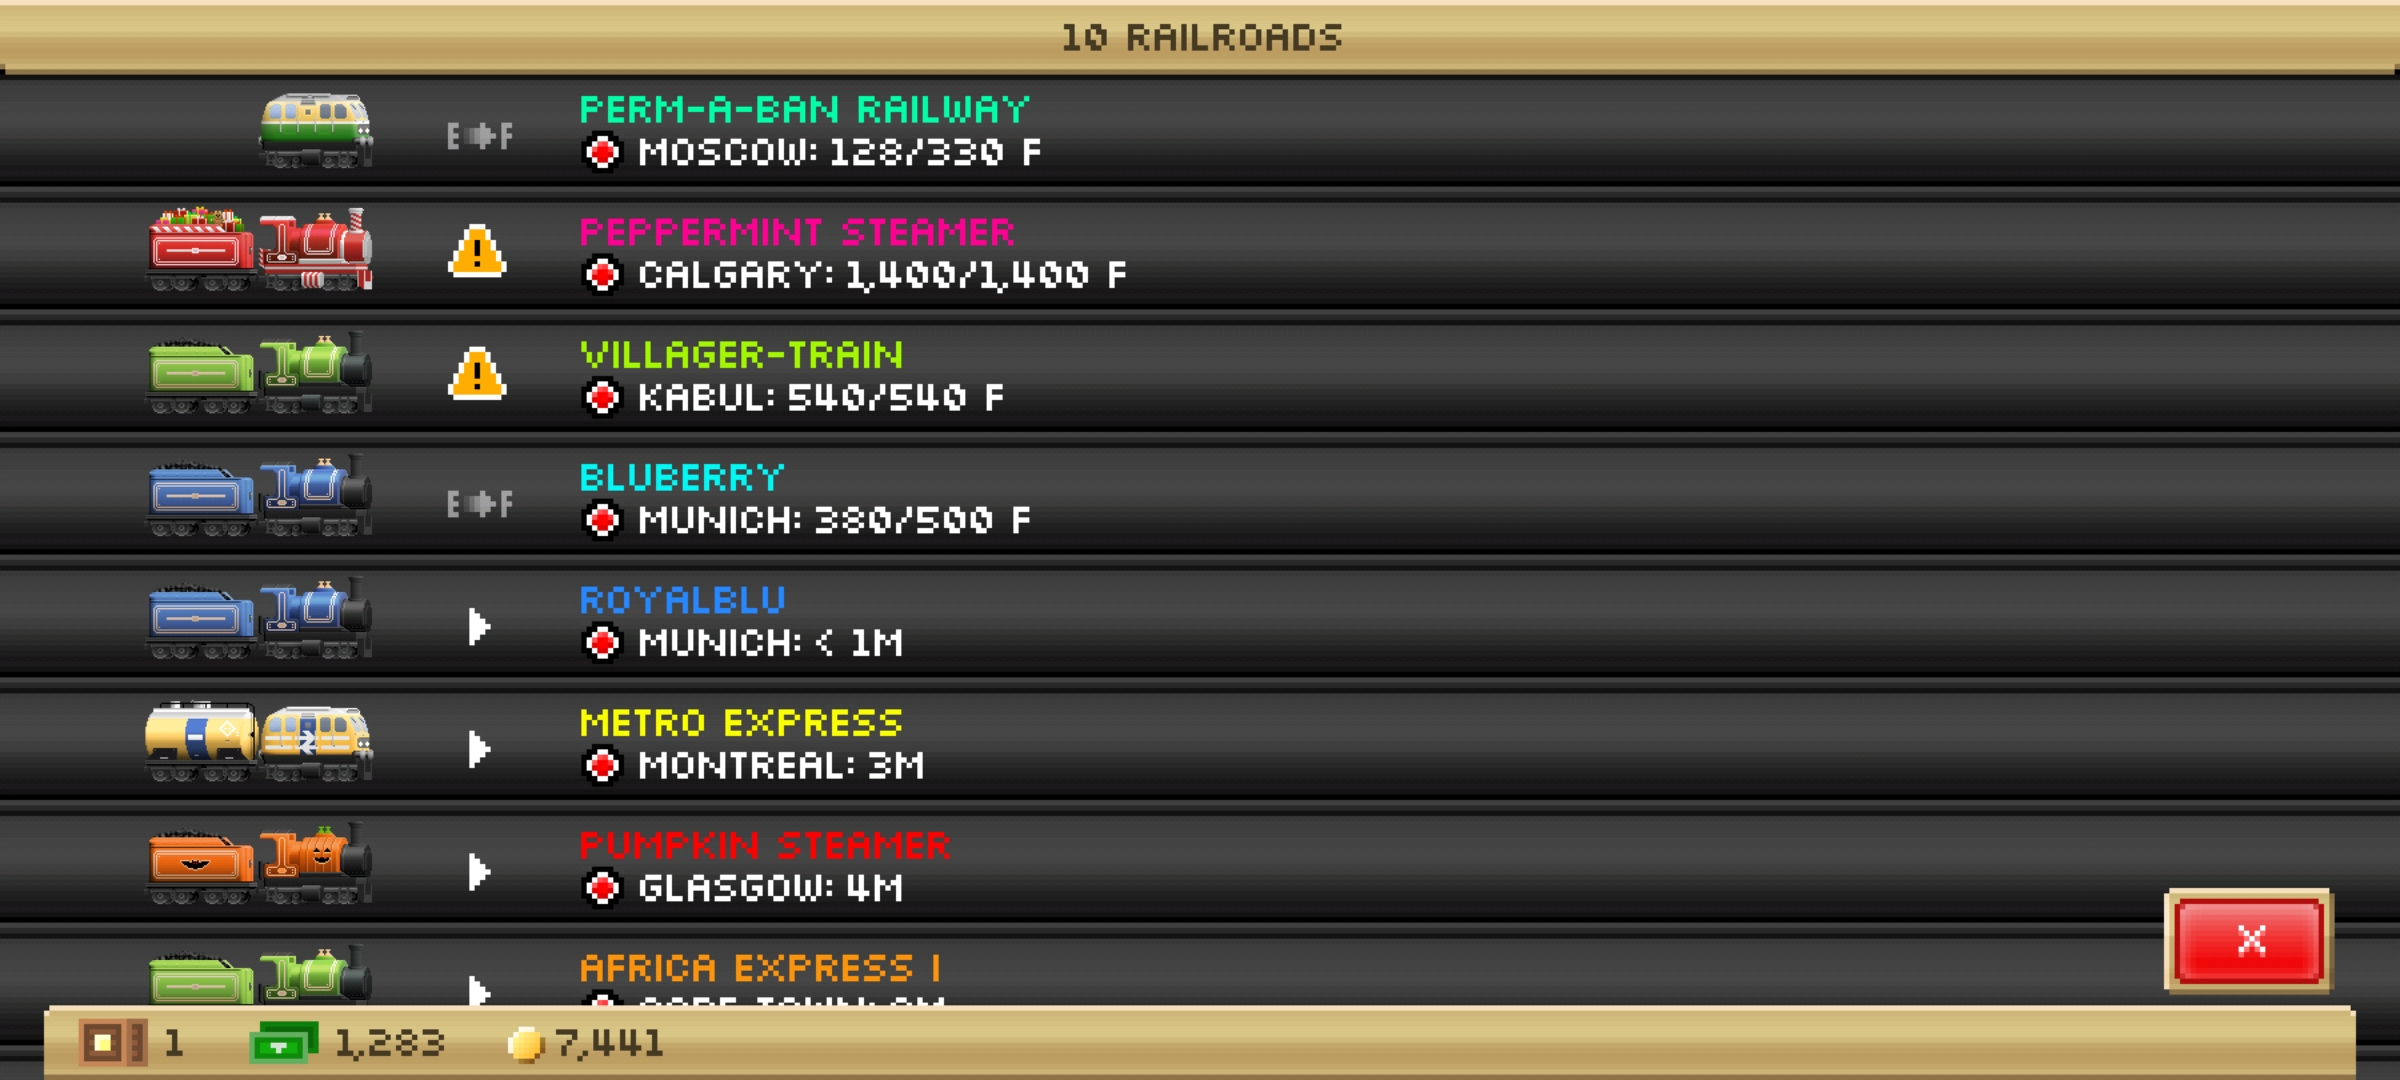 10 RAILROADS
PERM-A-BAN RAILWAY
E F
MOSCOW: 128/330 F
PEPPERMINT STEAMER
CALGARY: 1,400/1,400 F
VILLAGER-TRAIN
KABUL: 540/540 F
BLUBERRY
E F
MUNICH: 380/500 F
ROYALBLU
MUNICH: < 1M
METRO EXPRESS
MONTREAL: 3M
PUMPKIN STEAMER
GLASGOW: 4M
AFRICA EXPRESS I
X
1 1,283 7,441